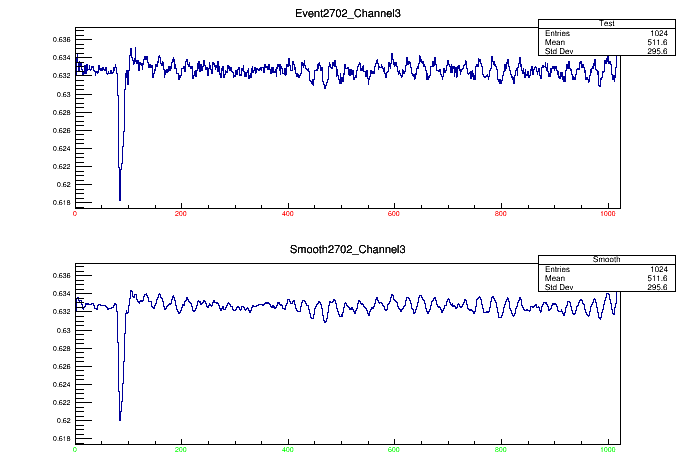 Event2702_Channel3
Test
Entries 1024
Mean 511.6
Std Dev 295.6
0.636
0.634
0.632
0.63
0.628
0.626
0.624
0.622
0.62
0.618
0 200 400 600 800 1000
Smooth2702_Channel3
Smooth
Entries 1024
Mean 511.6
Std Dev 295.6
0.636
0.634
0.632
0.63
0.628
0.626
0.624
0.622
0.62
0.618
0 200 400 600 800 1000